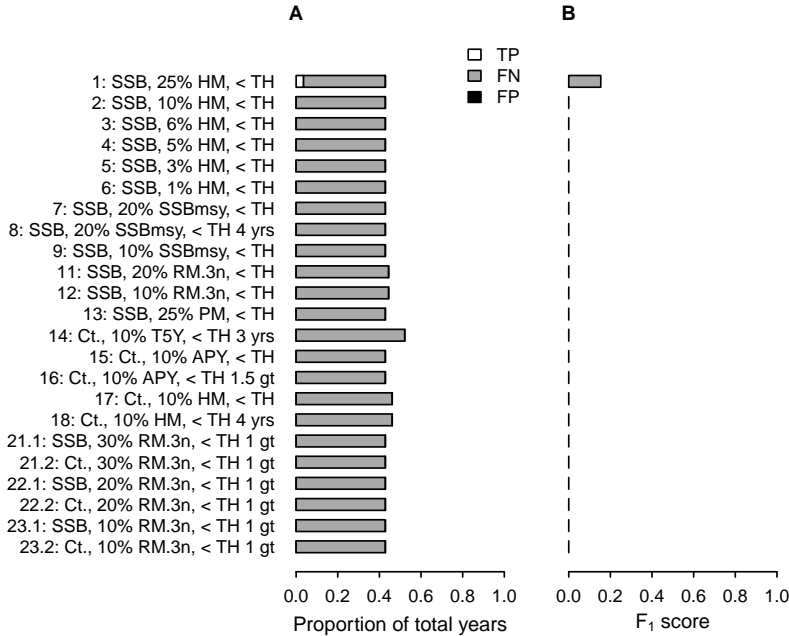 A
B
TP
FN
FP
1: SSB, 25% HM, < TH
2: SSB, 10% HM, < TH
3: SSB, 6% HM, < TH
4: SSB, 5% HM, < TH
5: SSB, 3% HM, < TH
6: SSB, 1% HM, < TH
7: SSB, 20% SSBmsy, < TH
8: SSB, 20% SSBmsy, < TH 4 yrs
9: SSB, 10% SSBmsy, < TH
11: SSB, 20% RM.3n, < TH
12: SSB, 10% RM.3n, < TH
13: SSB, 25% PM, < TH
14: Ct., 10% T5Y, < TH 3 yrs
15: Ct., 10% APY, < TH
16: Ct., 10% APY, < TH 1.5 gt
17: Ct., 10% HM, < TH
18: Ct., 10% HM, < TH 4 yrs
21.1: SSB, 30% RM.3n, < TH 1 gt
21.2: Ct., 30% RM.3n, < TH 1 gt
22.1: SSB, 20% RM.3n, < TH 1 gt
22.2: Ct., 20% RM.3n, < TH 1 gt
23.1: SSB, 10% RM.3n, < TH 1 gt
23.2: Ct., 10% RM.3n, < TH 1 gt
0.0 0.2 0.4 0.6 0.8 1.0
Proportion of total years
0.0 0.2 0.4 0.6 0.8 1.0
F₁ score